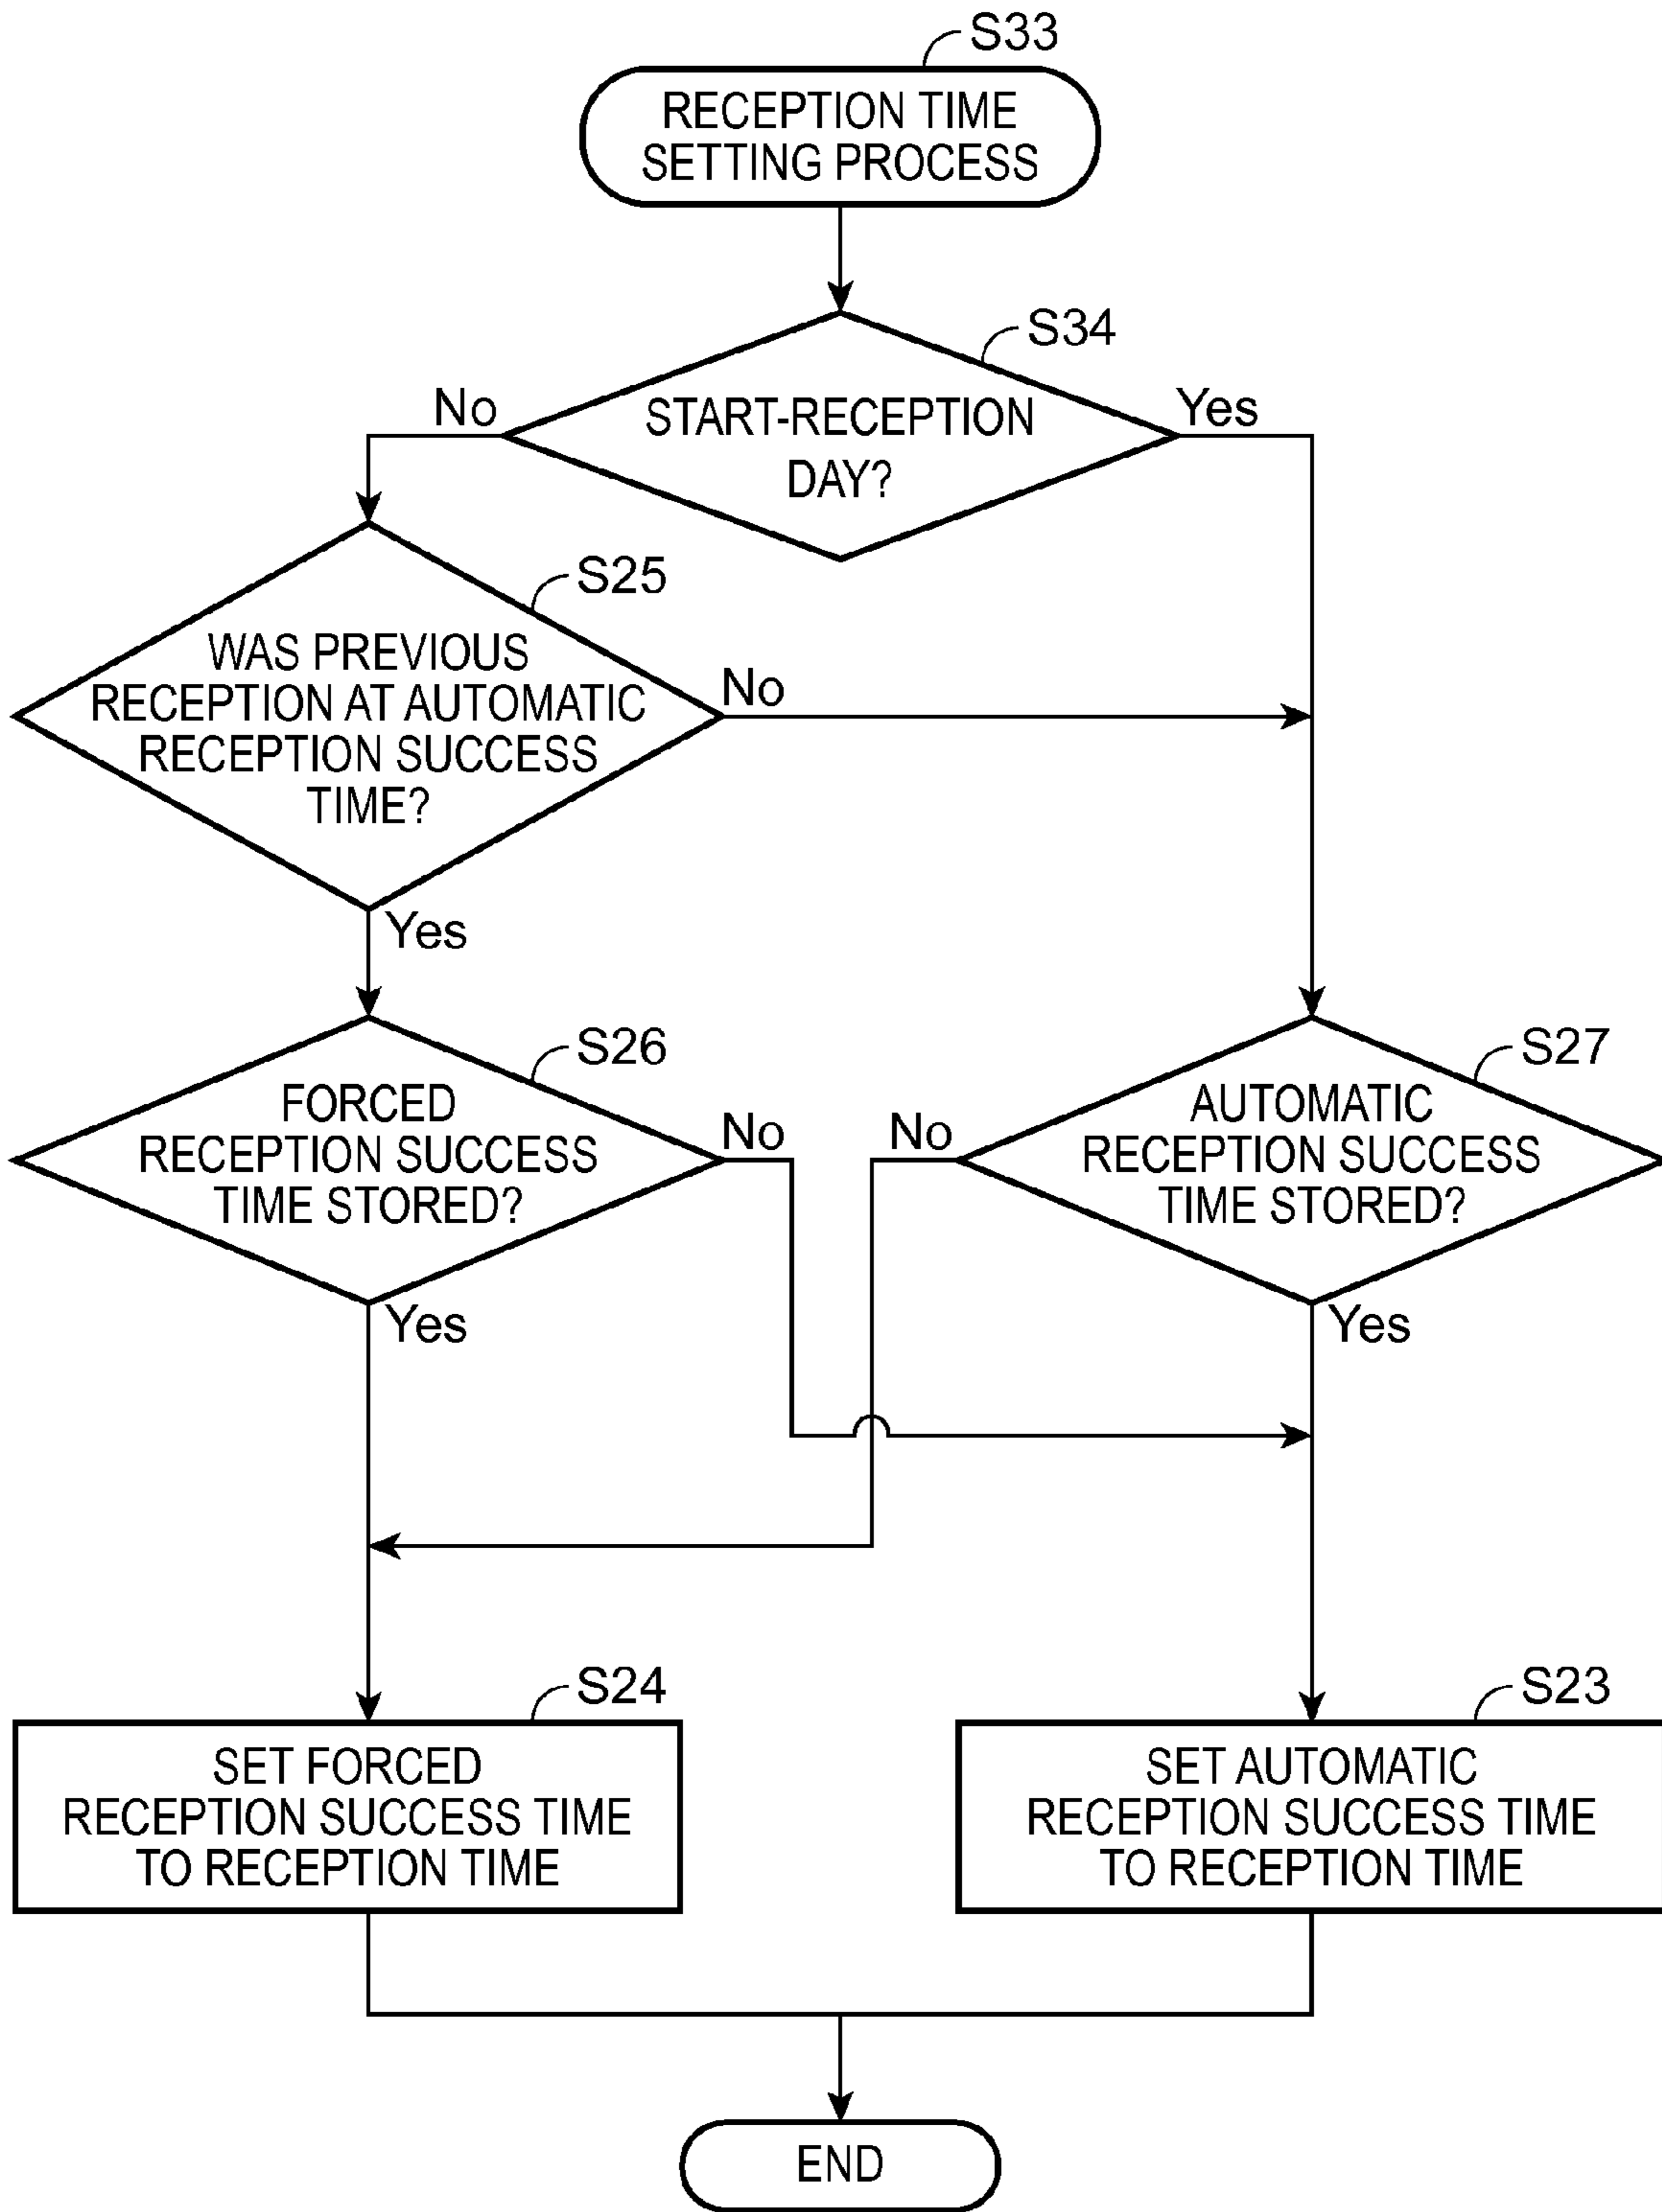 S33
RECEPTION TIME
SETTING PROCESS
S34
No
Yes
START-RECEPTION
DAY?
S25
WAS PREVIOUS
RECEPTION AT AUTOMATIC
RECEPTION SUCCESS
TIME?
No
Yes
S26
FORCED
RECEPTION SUCCESS
TIME STORED?
No
Yes
S27
AUTOMATIC
RECEPTION SUCCESS
TIME STORED?
No
Yes
S24
SET FORCED
RECEPTION SUCCESS TIME
TO RECEPTION TIME
S23
SET AUTOMATIC
RECEPTION SUCCESS TIME
TO RECEPTION TIME
END